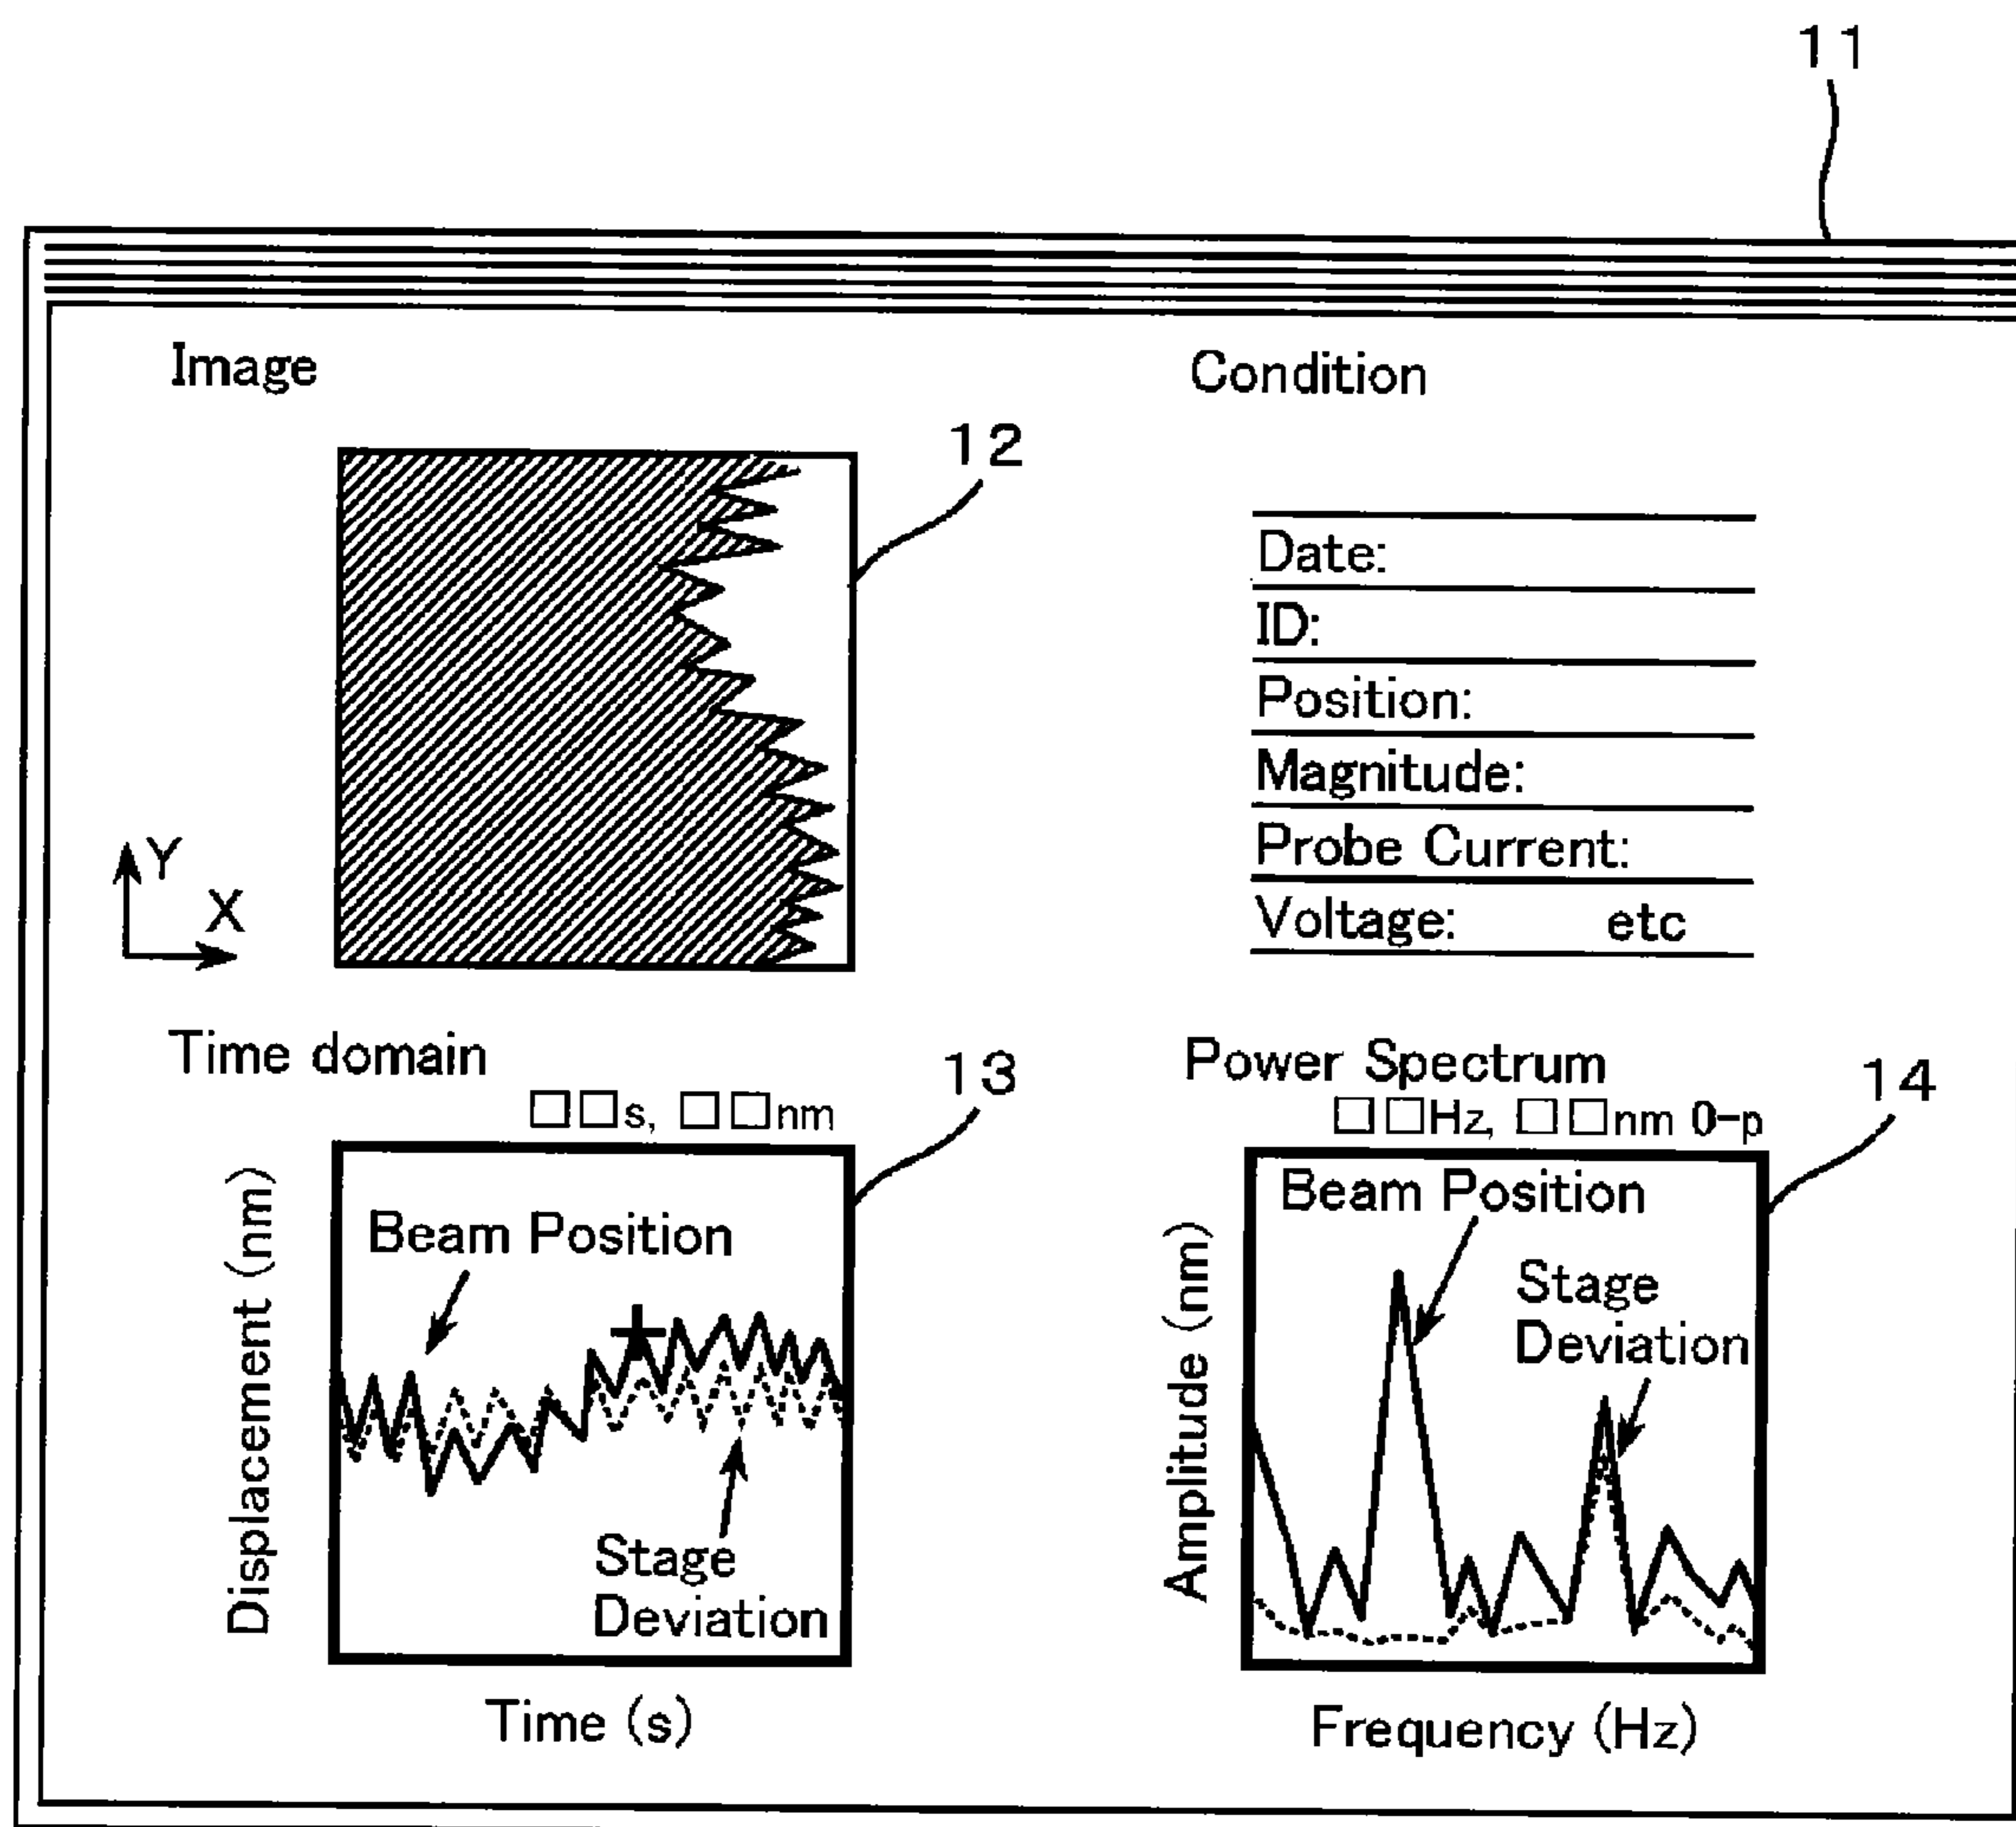 11
Image
Condition
12
Date:
ID:
Position:
Magnitude:
Probe Current:
Voltage: etc
Y
X
Time domain
13
□□s, □□nm
Displacement (nm)
Beam Position
Stage
Deviation
Time (s)
Power Spectrum
14
□□Hz, □□nm 0-p
Amplitude (nm)
Beam Position
Stage
Deviation
Frequency (Hz)